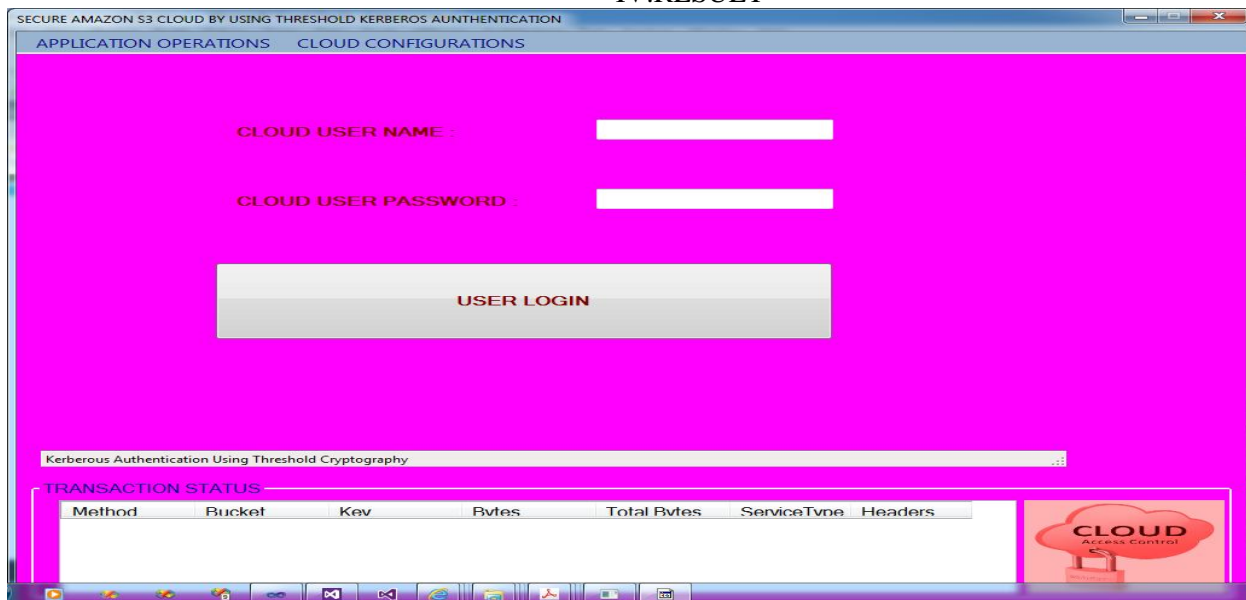 IV.RESULT
SECURE AMAZON S3 CLOUD BY USING THRESHOLD KERBEROS AUNTHENTICATION
APPLICATION OPERATIONS CLOUD CONFIGURATIONS
CLOUD USER NAME :
CLOUD USER PASSWORD :
USER LOGIN
Kerberous Authentication Using Threshold Cryptography
TRANSACTION STATUS
Method Bucket Key Bytes Total Bytes ServiceType Headers
CLOUD
Access Control